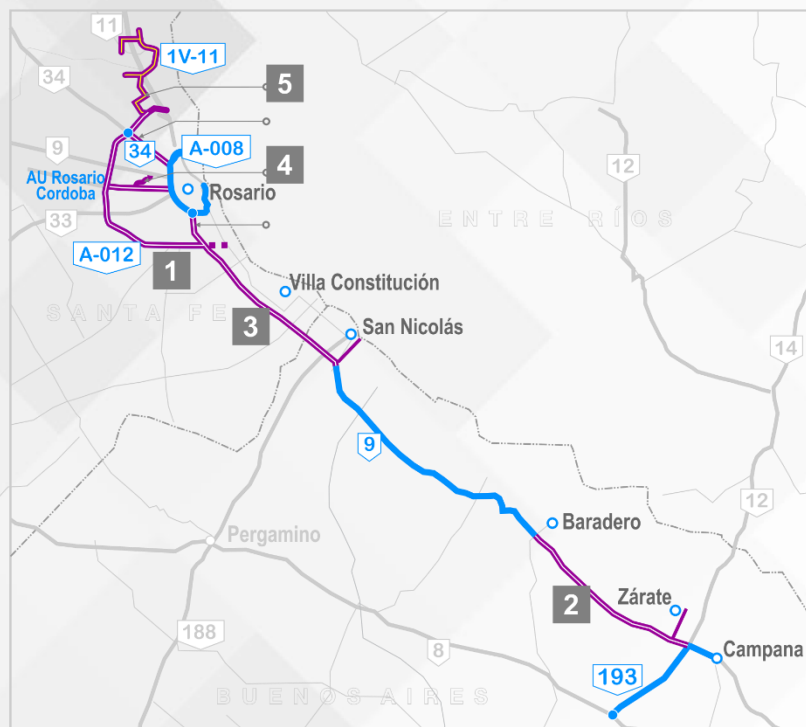 11
1V-11
34
5
9
34
A-008
AU Rosario
Cordoba
4
Rosario
12
33
ENTRE RÍOS
A-012
1
Villa Constitución
SANTA FE
3
San Nicolás
14
9
12
Baradero
Pergamino
2
Zárate
188
8
Campana
193
BUENOS AIRES